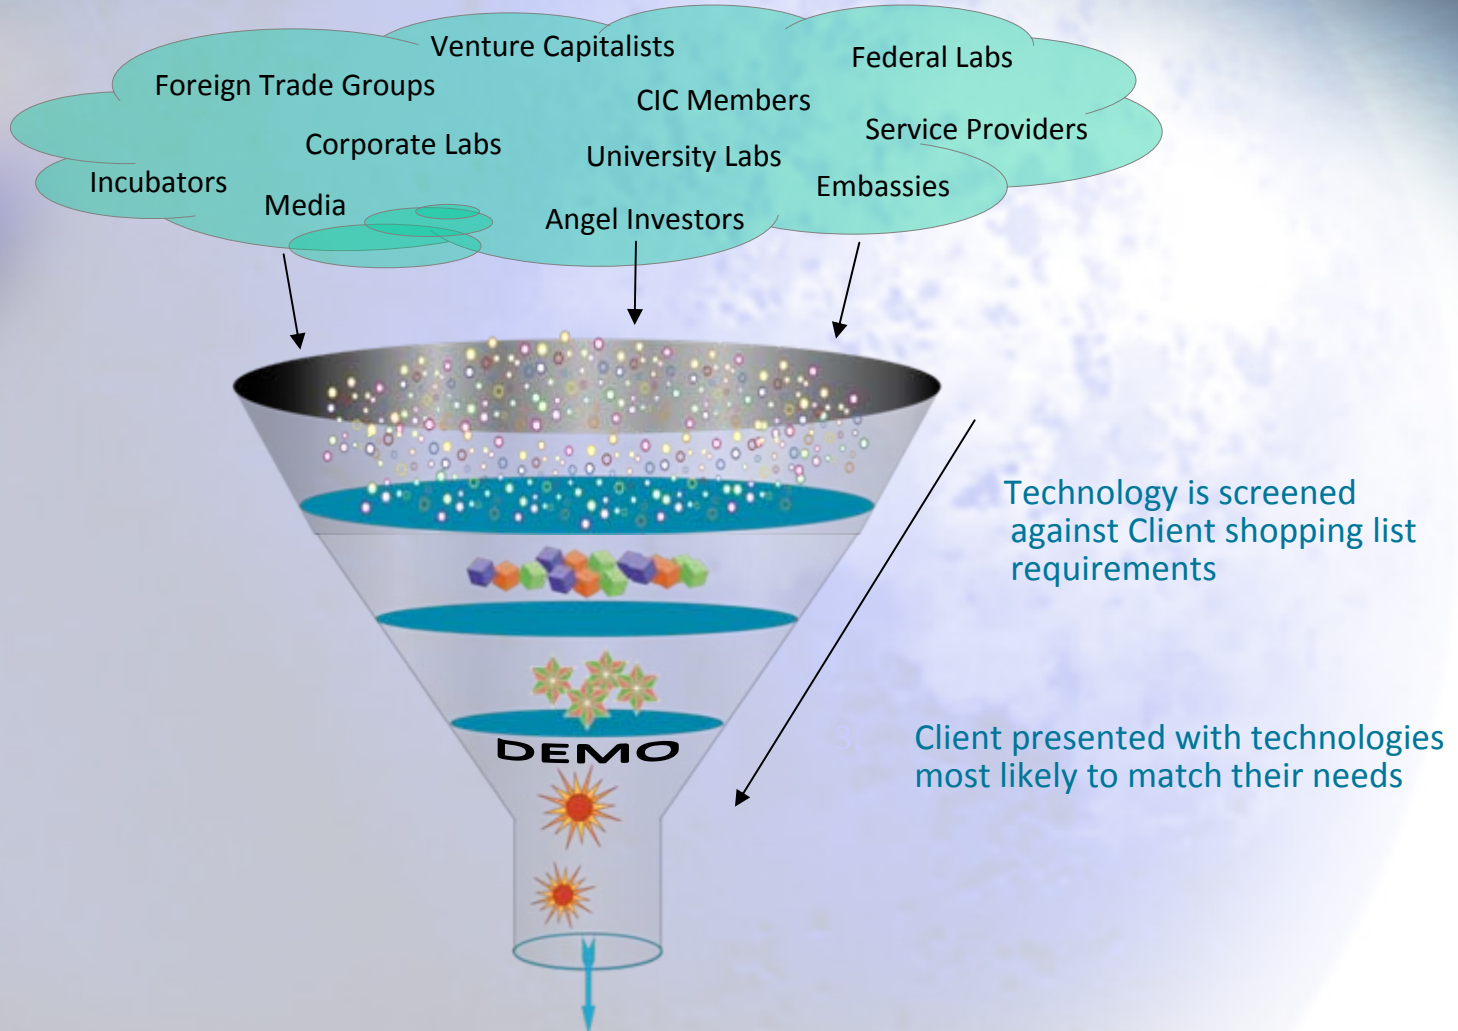 Venture Capitalists
Federal Labs
Foreign Trade Groups
CIC Members
Service Providers
Corporate Labs
University Labs
Incubators
Embassies
Media
Angel Investors
Technology is screened
against Client shopping list
requirements
DEMO
Client presented with technologies
most likely to match their needs